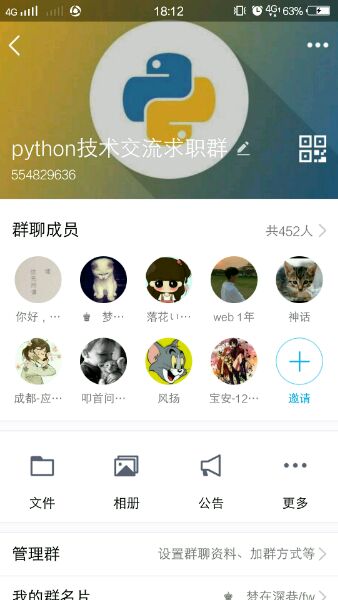 4G 4G 18:12 4G 63%
python技术交流求职群
554829636
群聊成员 共452人
你好，… 梦… 落花い… web 1年 神话
成都-应… 叩首问… 风扬 宝安-12… 邀请
文件 相册 公告 更多
管理群 设置群聊资料、加群方式等
我的群名片 梦在深巷/fw